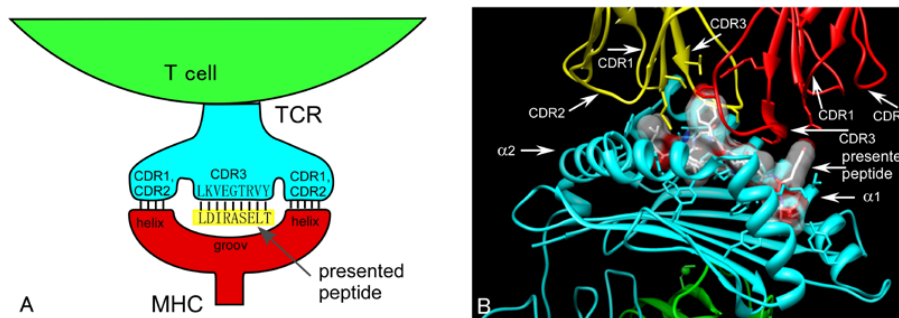 T cell
TCR
CDR1,
CDR2
CDR3
LKVEGTRVY
CDR1,
CDR2
LDIRASELT
helix
helix
groov
presented
peptide
MHC
A
CDR3
CDR1
CDR2
CDR1
CDR
CDR3
presented
peptide
α2
α1
B